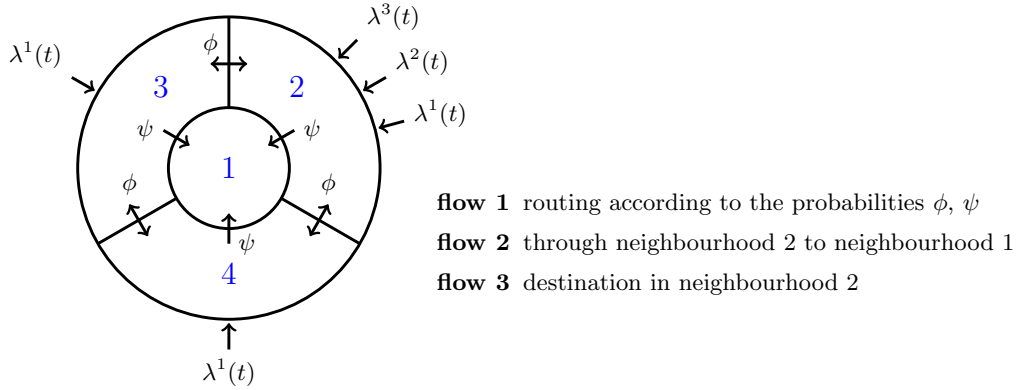 λ³(t)
φ
λ¹(t)
λ²(t)
3
2
λ¹(t)
ψ
ψ
1
φ
φ
flow 1 routing according to the probabilities φ, ψ
ψ
flow 2 through neighbourhood 2 to neighbourhood 1
4
flow 3 destination in neighbourhood 2
λ¹(t)